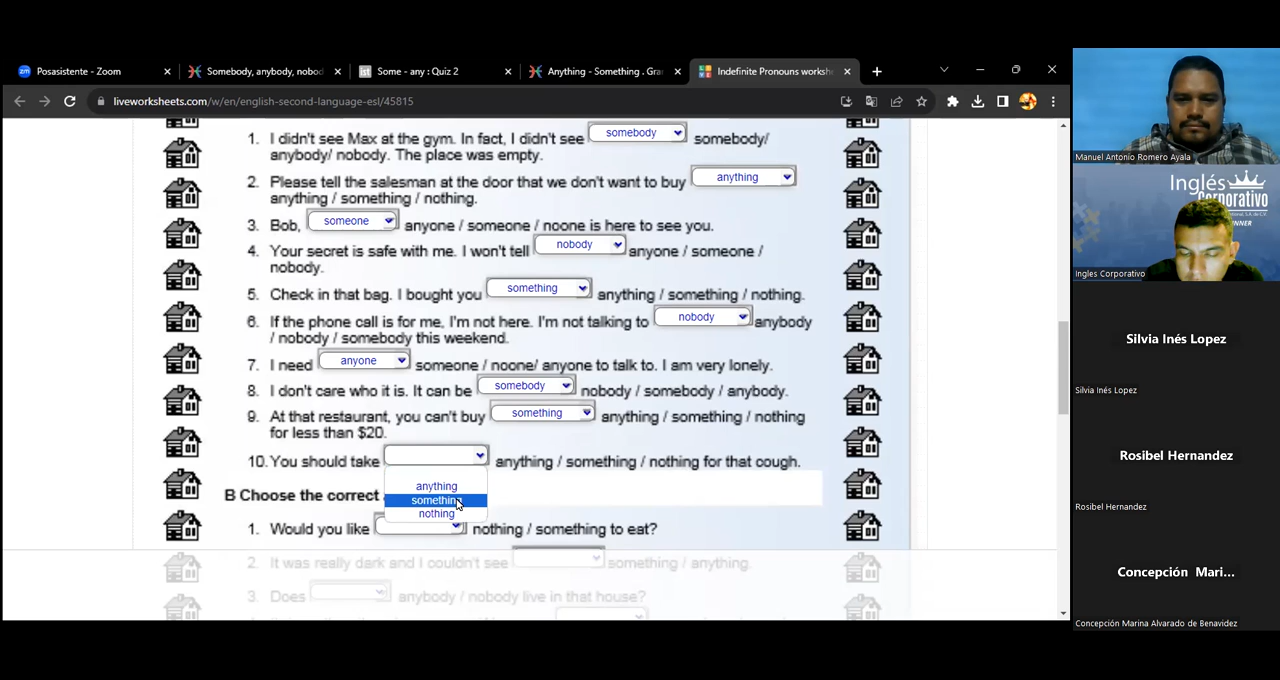 Posasistente - Zoom
Somebody, anybody, nobod
Some - any : Quiz 2
Anything - Something . Gra
Indefinite Pronouns worksh
liveworksheets.com/w/en/english-second-language-esl/45815
1. I didn't see Max at the gym. In fact, I didn't see somebody somebody/
anybody/ nobody. The place was empty.
2. Please tell the salesman at the door that we don't want to buy anything
anything / something / nothing.
3. Bob, someone anyone / someone / noone is here to see you.
4. Your secret is safe with me. I won't tell nobody anyone / someone /
nobody.
5. Check in that bag. I bought you something anything / something / nothing.
6. If the phone call is for me, I'm not here. I'm not talking to nobody anybody
/ nobody / somebody this weekend.
7. I need anyone someone / noone/ anyone to talk to. I am very lonely.
8. I don't care who it is. It can be somebody nobody / somebody / anybody.
9. At that restaurant, you can't buy something anything / something / nothing
for less than $20.
10. You should take anything / something / nothing for that cough.
anything
something
nothing
B Choose the correct
1. Would you like nothing / something to eat?
2. It was really dark and I couldn't see something / anything.
3. Does anybody / nobody live in that house?
Manuel Antonio Romero Ayala
Inglés
Corporativo
Ingles Corporativo
Silvia Inés Lopez
Silvia Inés Lopez
Rosibel Hernandez
Rosibel Hernandez
Concepción Mari...
Concepción Marina Alvarado de Benavidez